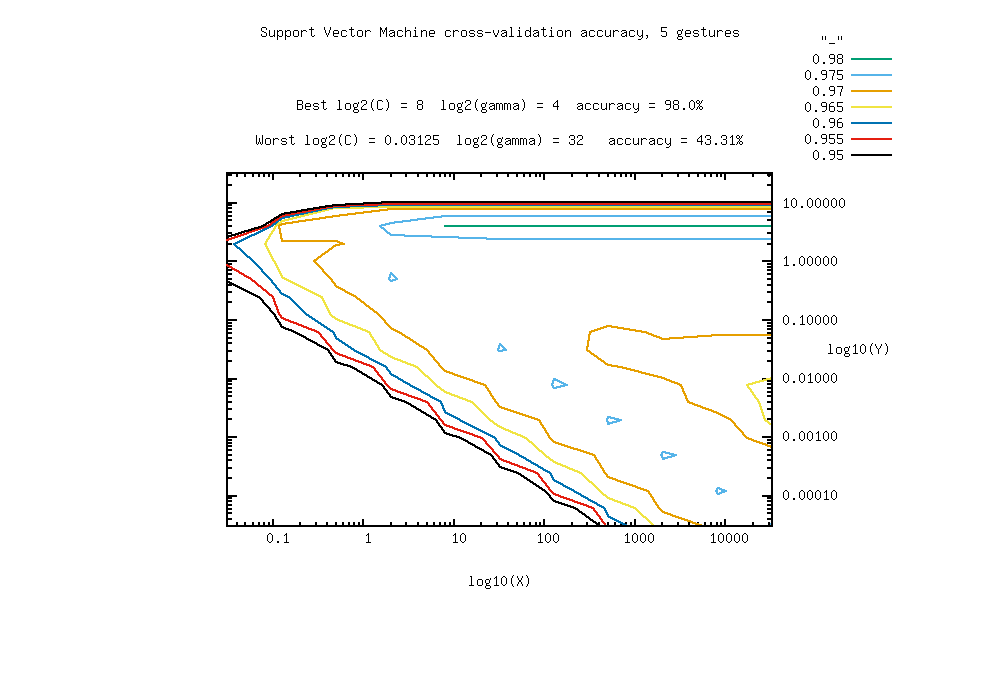 Support Vector Machine cross-validation accuracy, 5 gestures
"_"
0.98
0.975
0.97
0.965
0.96
0.955
0.95
Best log2(C) = 8  log2(gamma) = 4  accuracy = 98.0%
Worst log2(C) = 0.03125  log2(gamma) = 32   accuracy = 43.31%
10.00000
1.00000
0.10000
log10(Y)
0.01000
0.00100
0.00010
0.1 1 10 100 1000 10000
log10(X)